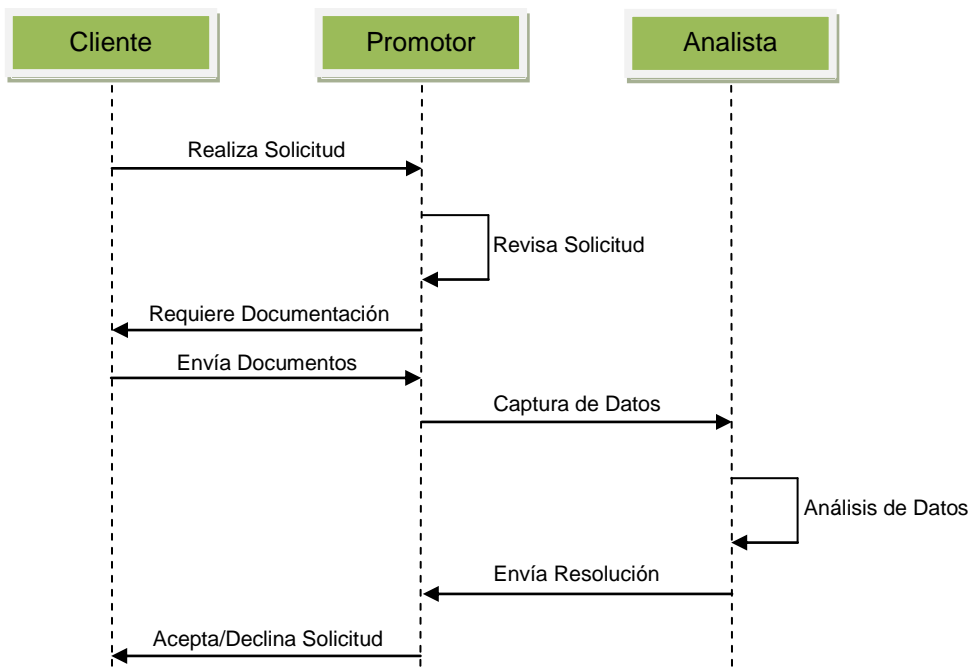 Cliente
Promotor
Analista
Realiza Solicitud
Revisa Solicitud
Requiere Documentación
Envía Documentos
Captura de Datos
Análisis de Datos
Envía Resolución
Acepta/Declina Solicitud